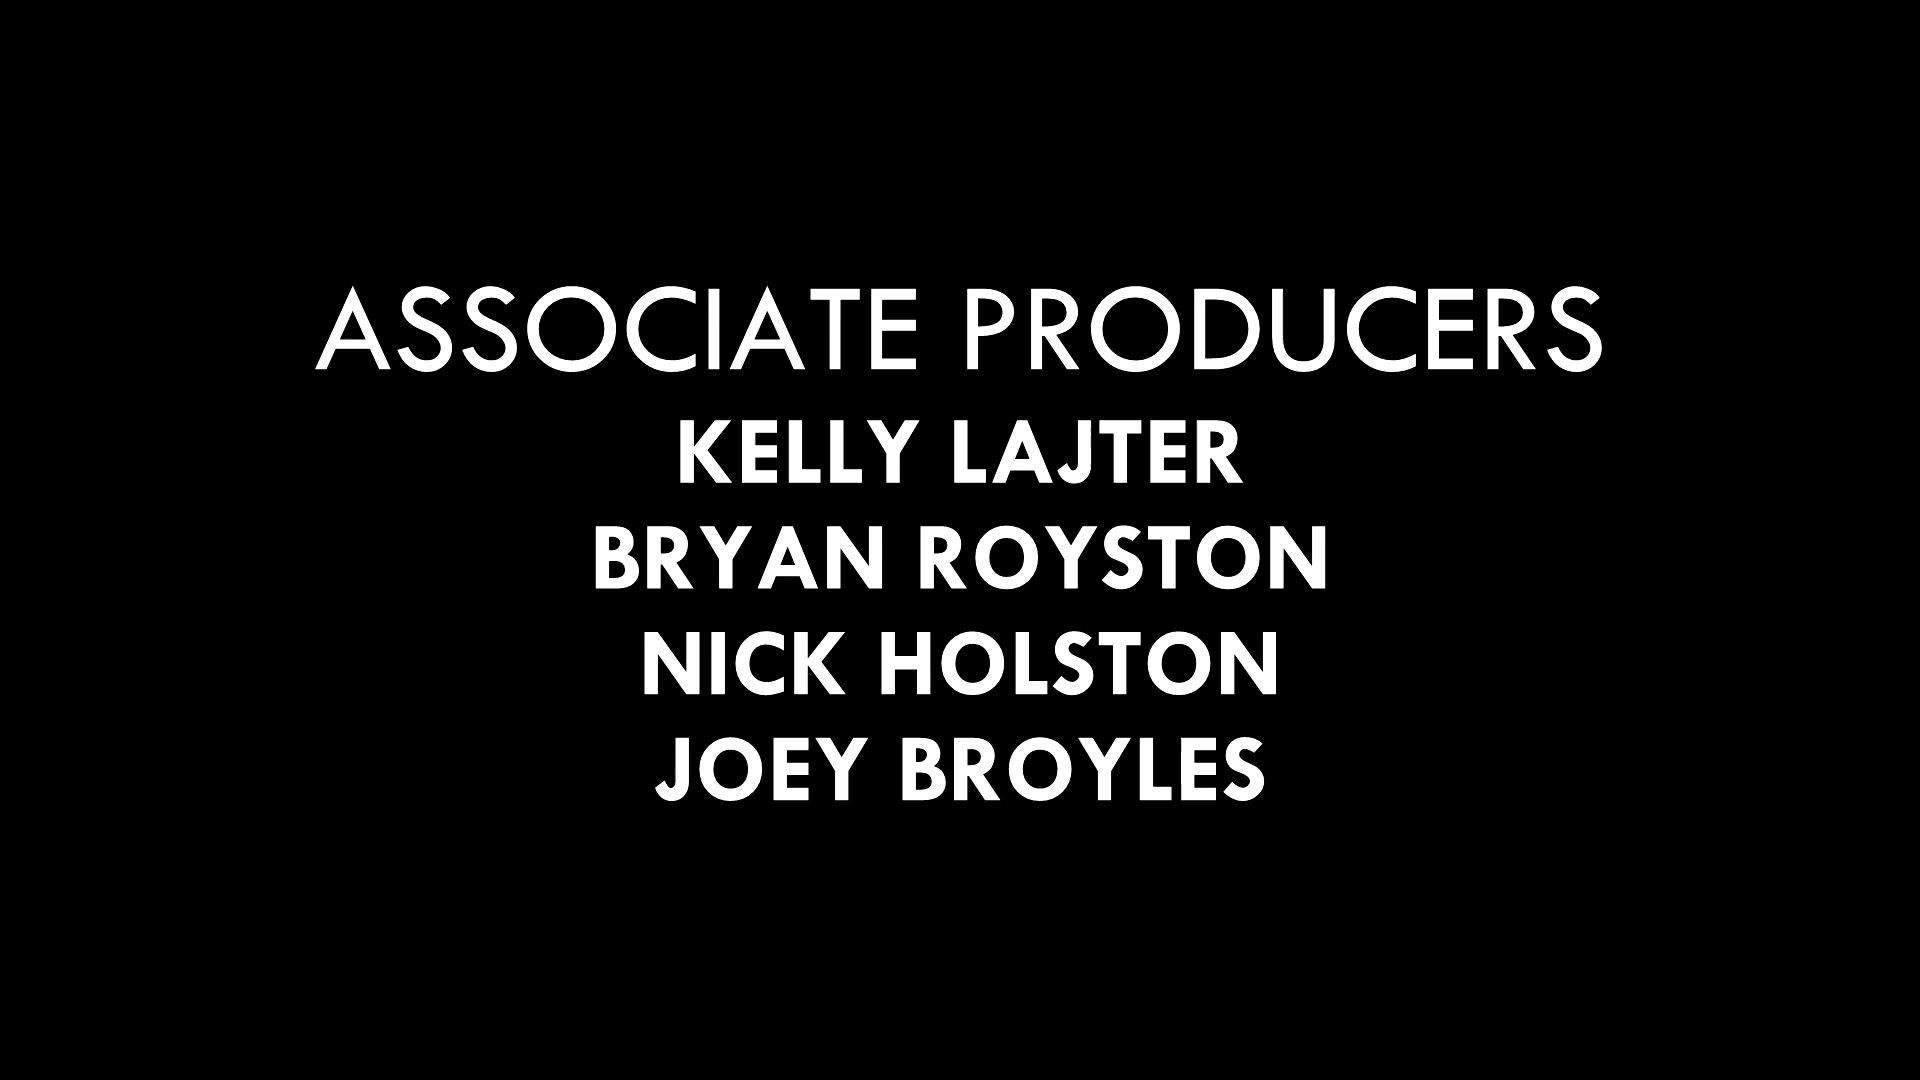 ASSOCIATE PRODUCERS
KELLY LAJTER
BRYAN ROYSTON
NICK HOLSTON
JOEY BROYLES